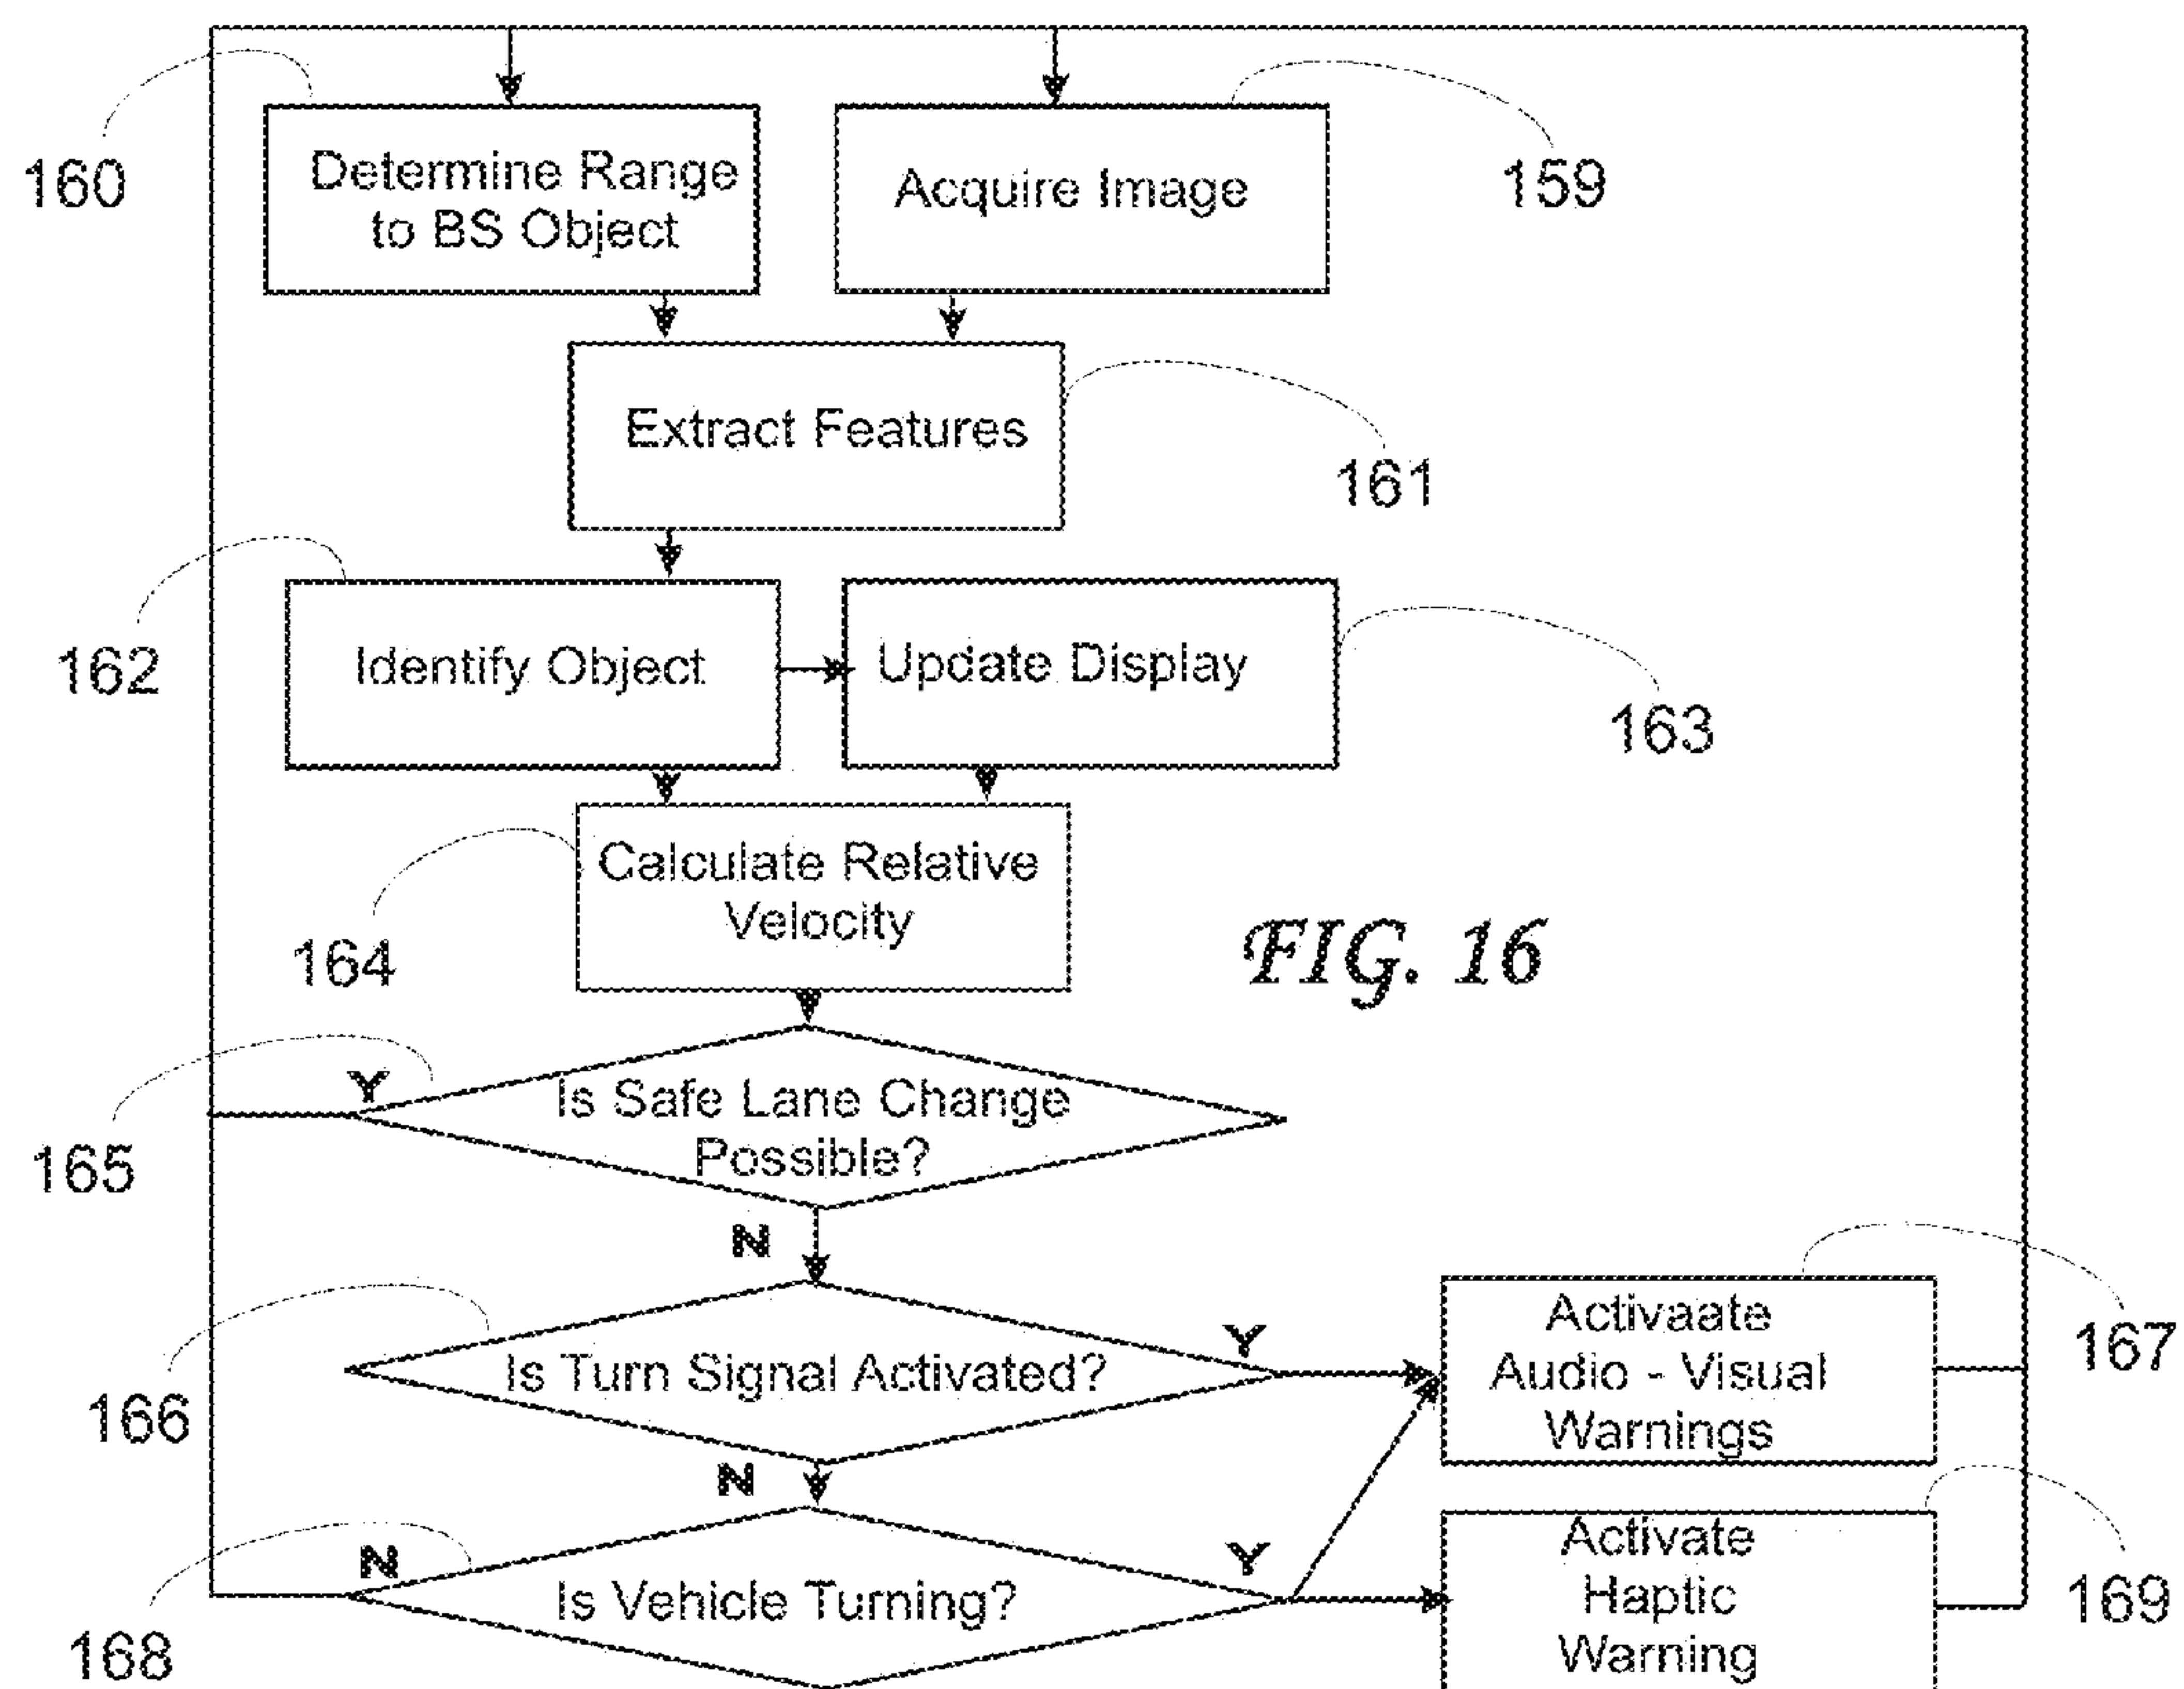 160
Determine Range
to BS Object
Acquire Image
159
Extract Features
161
162
Identify Object
Update Display
163
Calculate Relative
Velocity
164
FIG. 16
Y
Is Safe Lane Change
Possible?
165
N
166
Is Turn Signal Activated?
Y
Activaate
Audio - Visual
Warnings
167
N
168
N
Is Vehicle Turning?
Y
Activate
Haptic
Warning
169